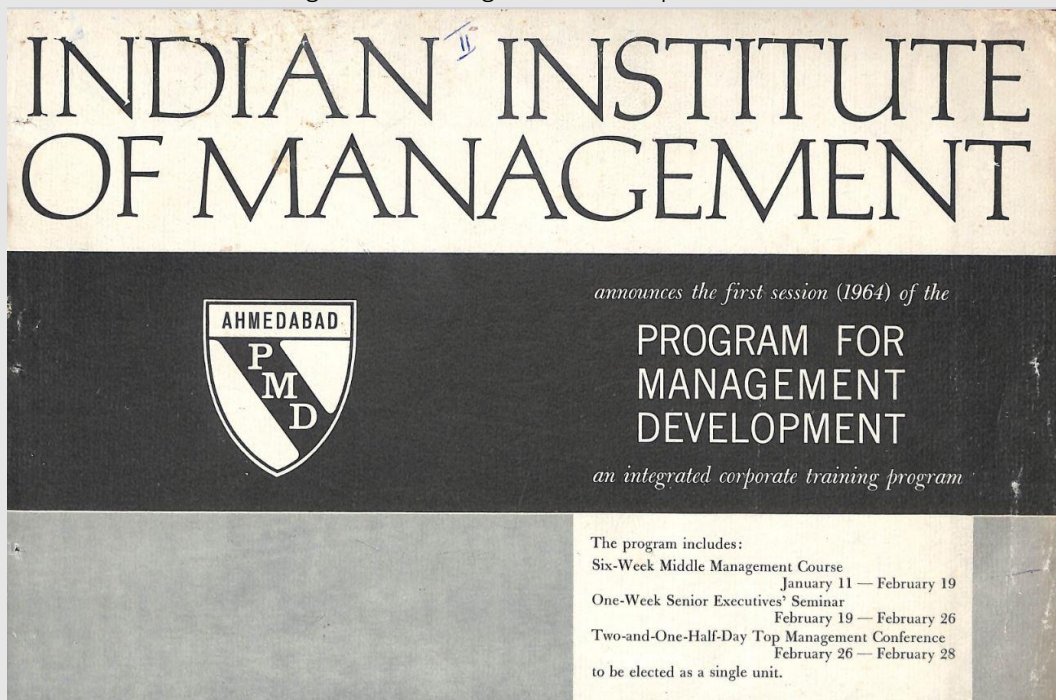 INDIAN INSTITUTE
OF MANAGEMENT
II
announces the first session (1964) of the
PROGRAM FOR
MANAGEMENT
DEVELOPMENT
an integrated corporate training program
AHMEDABAD
P
M
D
The program includes:
Six-Week Middle Management Course
January 11 — February 19
One-Week Senior Executives' Seminar
February 19 — February 26
Two-and-One-Half-Day Top Management Conference
February 26 — February 28
to be elected as a single unit.